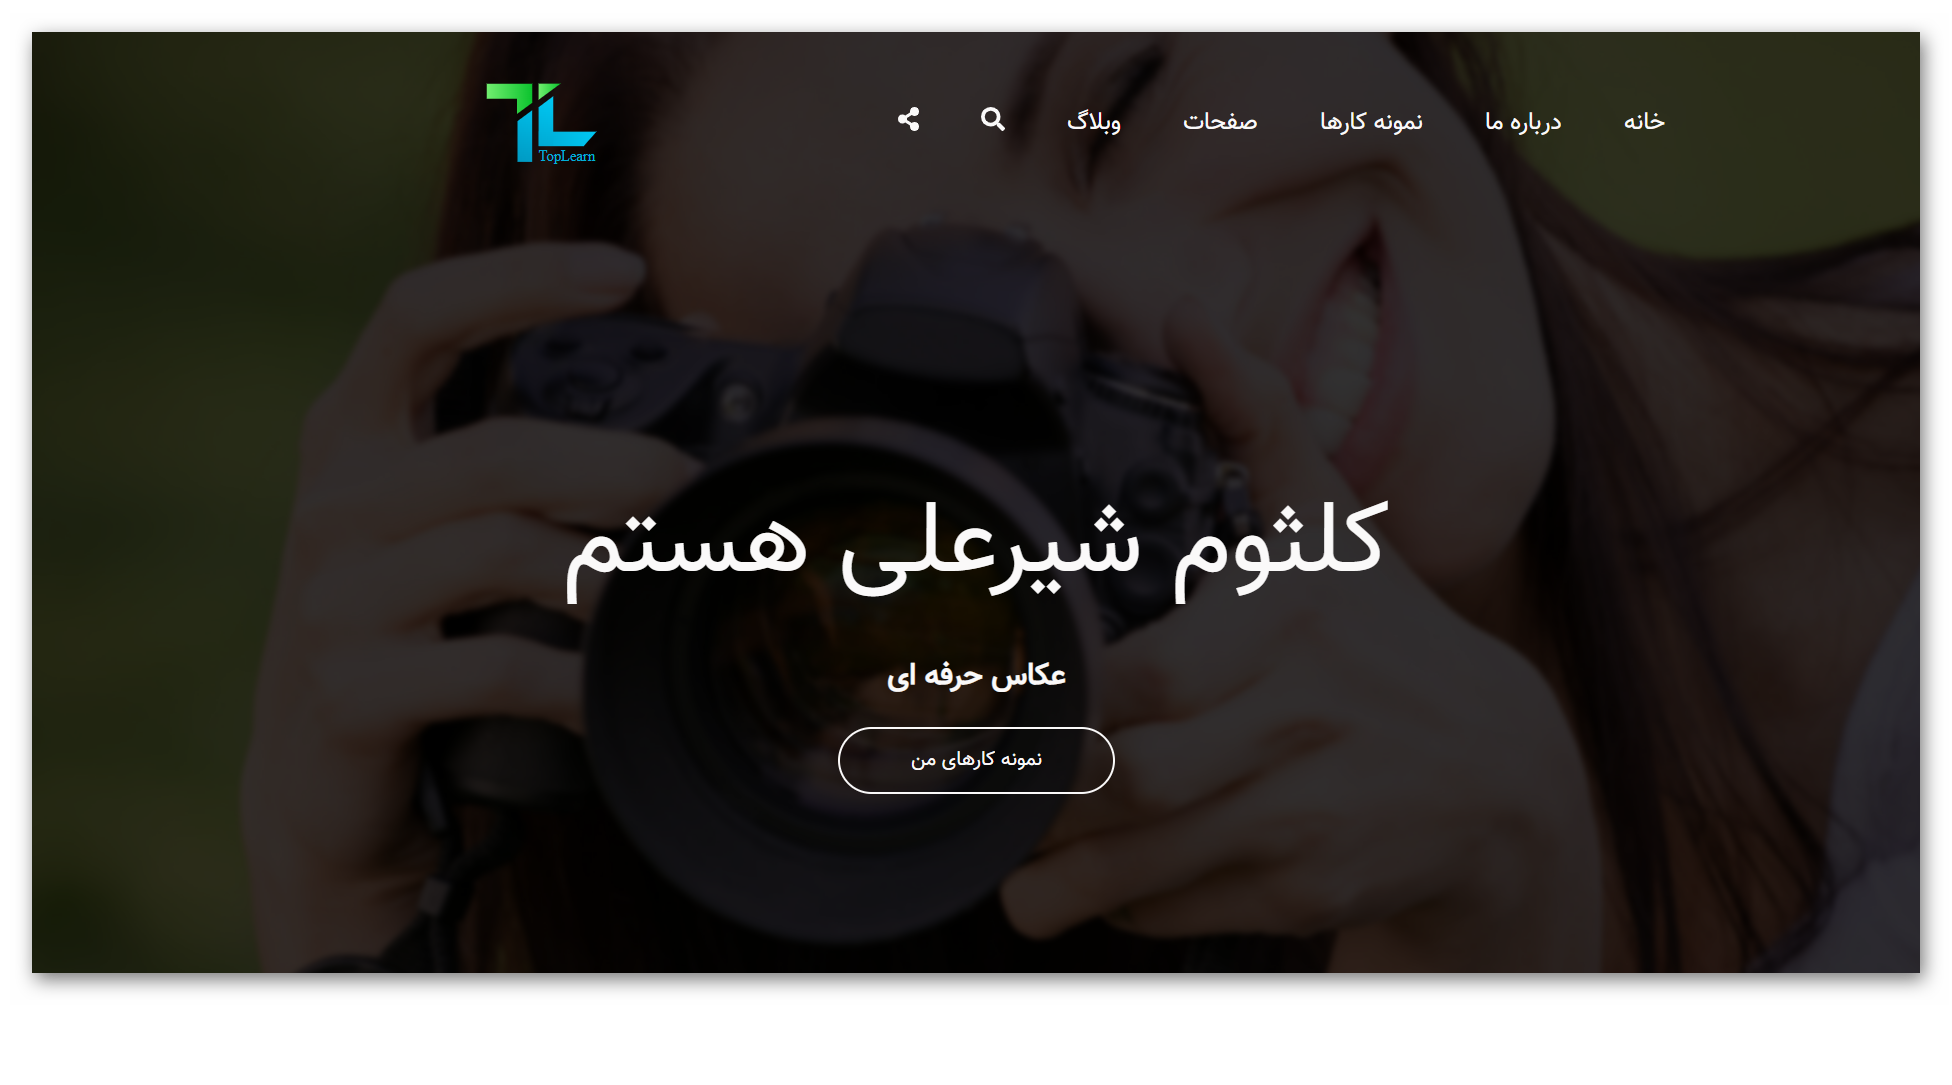 خانه درباره ما نمونه کارها صفحات وبلاگ
TopLearn
کلثوم شیرعلی هستم
عکاس حرفه ای
نمونه کارهای من